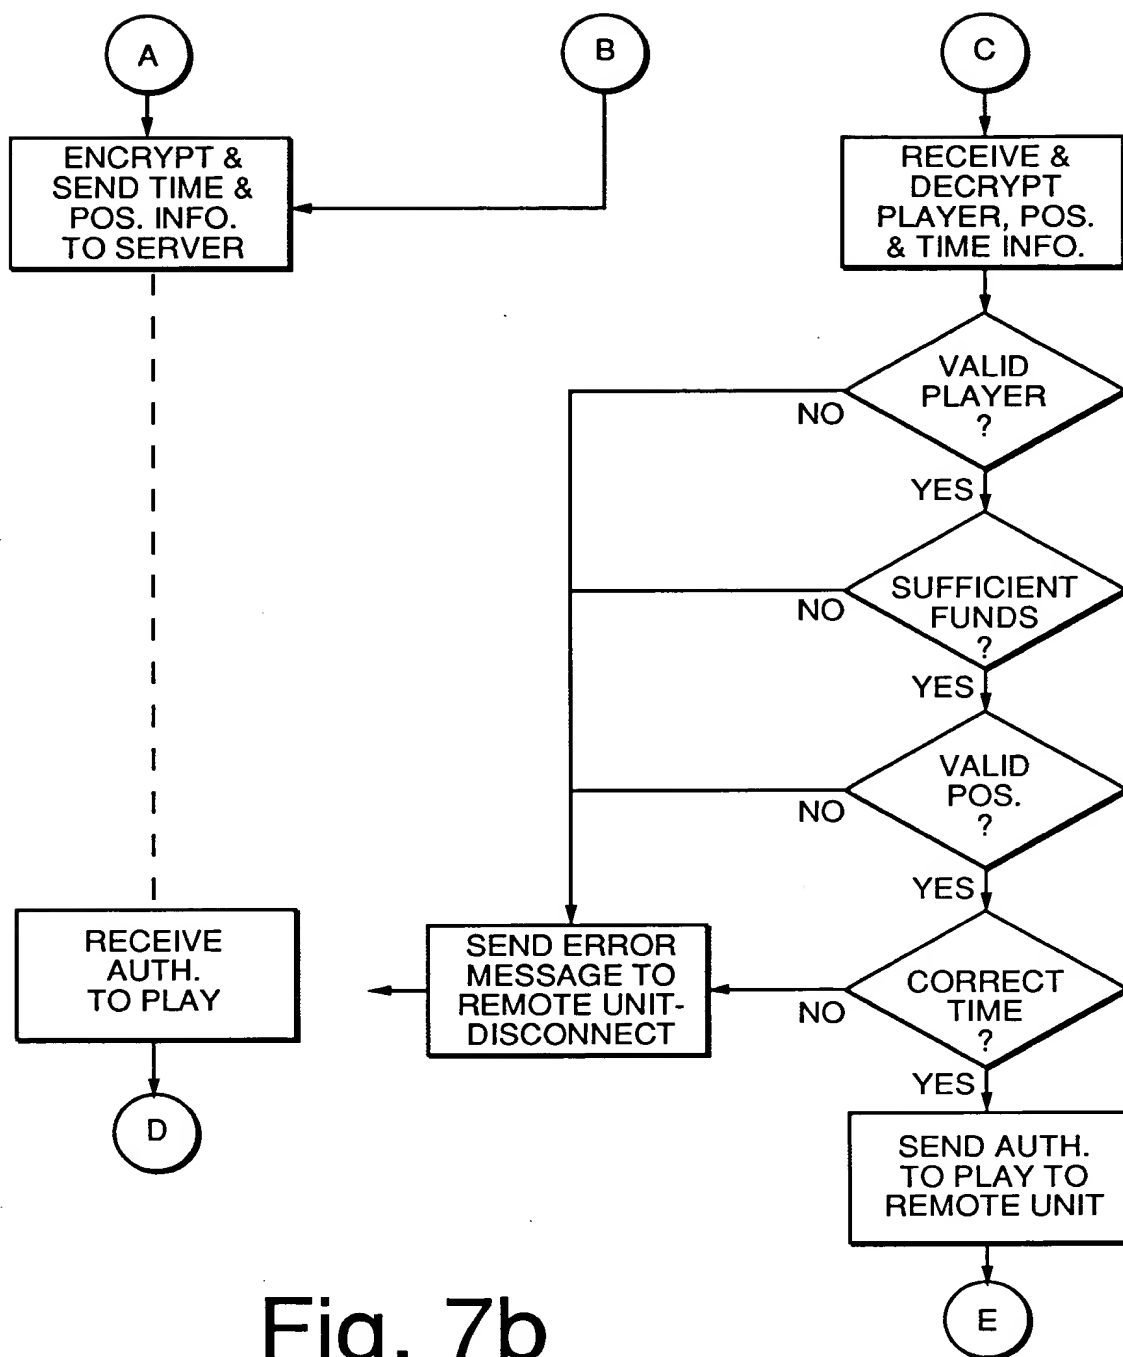 A
B
C
ENCRYPT &
SEND TIME &
POS. INFO.
TO SERVER
RECEIVE &
DECRYPT
PLAYER, POS.
& TIME INFO.
VALID
PLAYER
?
NO
YES
SUFFICIENT
FUNDS
?
NO
YES
VALID
POS.
?
NO
YES
RECEIVE
AUTH.
TO PLAY
SEND ERROR
MESSAGE TO
REMOTE UNIT-
DISCONNECT
CORRECT
TIME
?
NO
YES
D
SEND AUTH.
TO PLAY TO
REMOTE UNIT
E
Fig. 7b